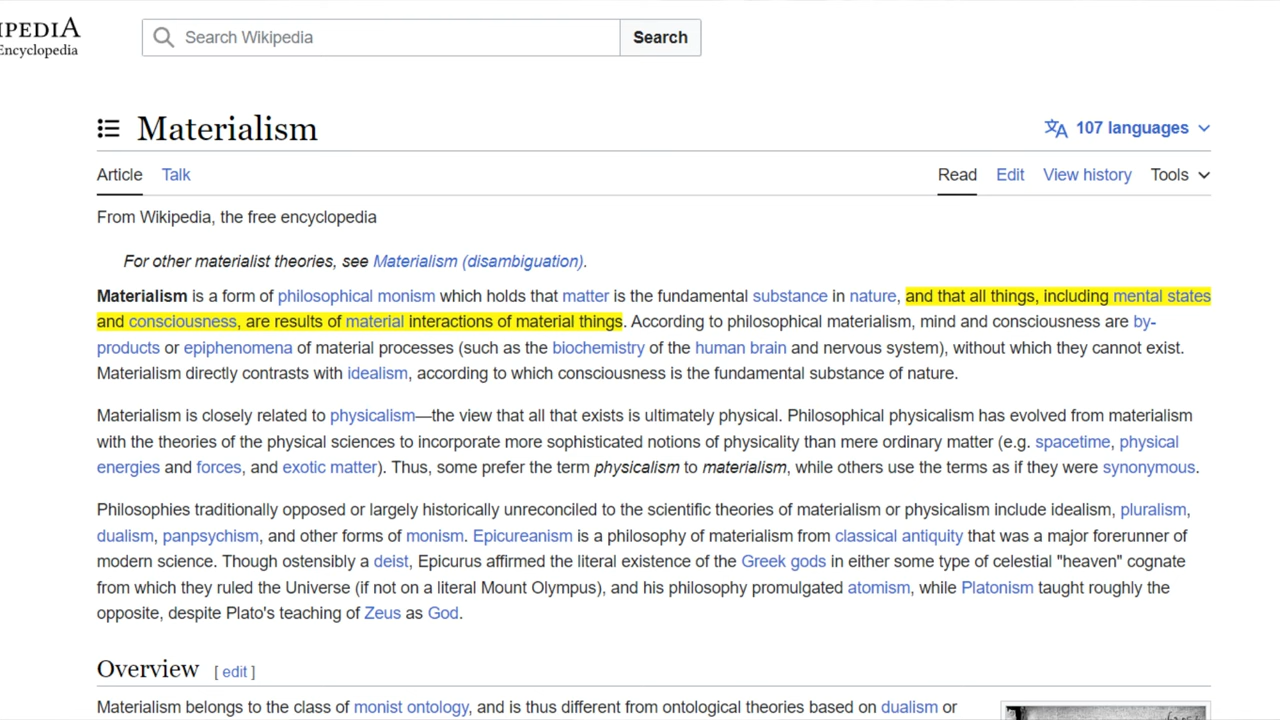 IPEDIA
Encyclopedia
Search Wikipedia
Search
Materialism
107 languages
Article Talk
Read Edit View history Tools
From Wikipedia, the free encyclopedia
For other materialist theories, see Materialism (disambiguation).
Materialism is a form of philosophical monism which holds that matter is the fundamental substance in nature, and that all things, including mental states
and consciousness, are results of material interactions of material things. According to philosophical materialism, mind and consciousness are by-
products or epiphenomena of material processes (such as the biochemistry of the human brain and nervous system), without which they cannot exist.
Materialism directly contrasts with idealism, according to which consciousness is the fundamental substance of nature.
Materialism is closely related to physicalism—the view that all that exists is ultimately physical. Philosophical physicalism has evolved from materialism
with the theories of the physical sciences to incorporate more sophisticated notions of physicality than mere ordinary matter (e.g. spacetime, physical
energies and forces, and exotic matter). Thus, some prefer the term physicalism to materialism, while others use the terms as if they were synonymous.
Philosophies traditionally opposed or largely historically unreconciled to the scientific theories of materialism or physicalism include idealism, pluralism,
dualism, panpsychism, and other forms of monism. Epicureanism is a philosophy of materialism from classical antiquity that was a major forerunner of
modern science. Though ostensibly a deist, Epicurus affirmed the literal existence of the Greek gods in either some type of celestial "heaven" cognate
from which they ruled the Universe (if not on a literal Mount Olympus), and his philosophy promulgated atomism, while Platonism taught roughly the
opposite, despite Plato's teaching of Zeus as God.
Overview [ edit ]
Materialism belongs to the class of monist ontology, and is thus different from ontological theories based on dualism or